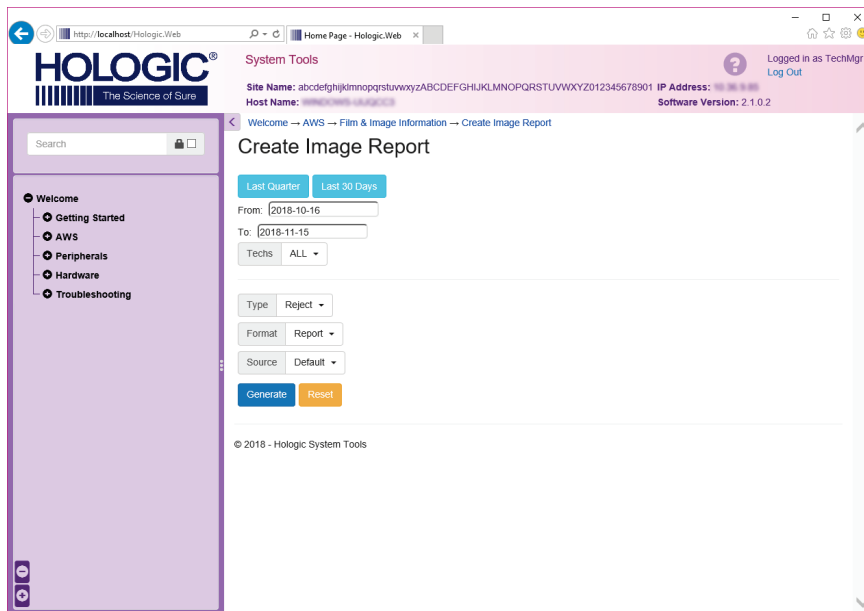 http://localhost/Hologic.Web
Home Page - Hologic.Web
HOLOGIC®
The Science of Sure
System Tools
Logged in as TechMgr
Log Out
Site Name: abcdefghijklmnopqrstuvwxyzABCDEFGHIJKLMNOPQRSTUVWXYZ012345678901 IP Address:
Host Name:
Software Version: 2.1.0.2
Search
Welcome → AWS → Film & Image Information → Create Image Report
Create Image Report
Welcome
Getting Started
AWS
Peripherals
Hardware
Troubleshooting
Last Quarter
Last 30 Days
From: 2018-10-16
To: 2018-11-15
Techs ALL
Type Reject
Format Report
Source Default
Generate
Reset
© 2018 - Hologic System Tools